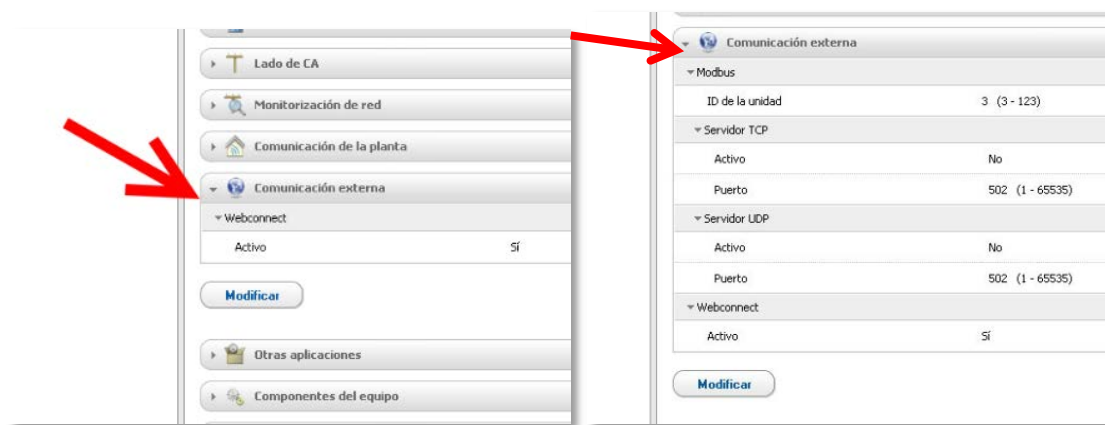 Lado de CA
Monitorización de red
Comunicación de la planta
Comunicación externa
Webconnect
Activo Sí
Modificar
Otras aplicaciones
Componentes del equipo
Comunicación externa
Modbus
ID de la unidad 3 (3 - 123)
Servidor TCP
Activo No
Puerto 502 (1 - 65535)
Servidor UDP
Activo No
Puerto 502 (1 - 65535)
Webconnect
Activo Sí
Modificar